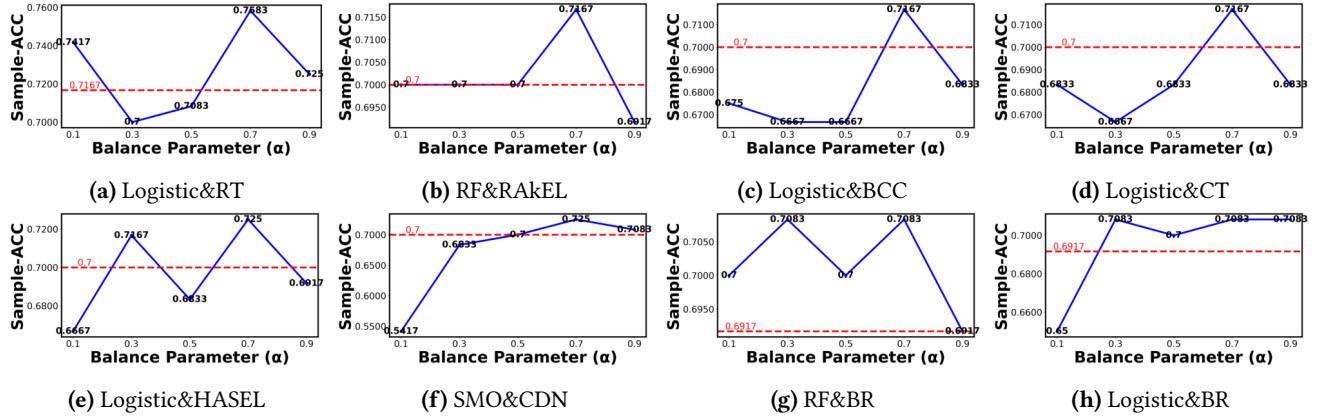 Sample-ACC
0.7600
0.7400
0.7200
0.7000
0.7417
0.7
0.7083
0.7583
0.725
0.7167
0.1 0.3 0.5 0.7 0.9
Balance Parameter (α)
(a) Logistic&RT
Sample-ACC
0.7150
0.7100
0.7050
0.7000
0.6950
0.7
0.7
0.7
0.7167
0.6917
0.7
0.1 0.3 0.5 0.7 0.9
Balance Parameter (α)
(b) RF&RAkEL
Sample-ACC
0.7100
0.7000
0.6900
0.6800
0.6700
0.675
0.6667
0.6667
0.7167
0.6833
0.7
0.1 0.3 0.5 0.7 0.9
Balance Parameter (α)
(c) Logistic&BCC
Sample-ACC
0.7100
0.7000
0.6900
0.6800
0.6700
0.6833
0.6667
0.6833
0.7167
0.6833
0.7
0.1 0.3 0.5 0.7 0.9
Balance Parameter (α)
(d) Logistic&CT
Sample-ACC
0.7200
0.7000
0.6800
0.6667
0.7167
0.6833
0.725
0.6917
0.7
0.1 0.3 0.5 0.7 0.9
Balance Parameter (α)
(e) Logistic&HASEL
Sample-ACC
0.7000
0.6500
0.6000
0.5500
0.5417
0.6833
0.7
0.725
0.7083
0.7
0.1 0.3 0.5 0.7 0.9
Balance Parameter (α)
(f) SMO&CDN
Sample-ACC
0.7050
0.7000
0.6950
0.7
0.7083
0.7
0.7083
0.6917
0.6917
0.1 0.3 0.5 0.7 0.9
Balance Parameter (α)
(g) RF&BR
Sample-ACC
0.7000
0.6800
0.6600
0.65
0.7083
0.7
0.7083
0.7083
0.6917
0.1 0.3 0.5 0.7 0.9
Balance Parameter (α)
(h) Logistic&BR